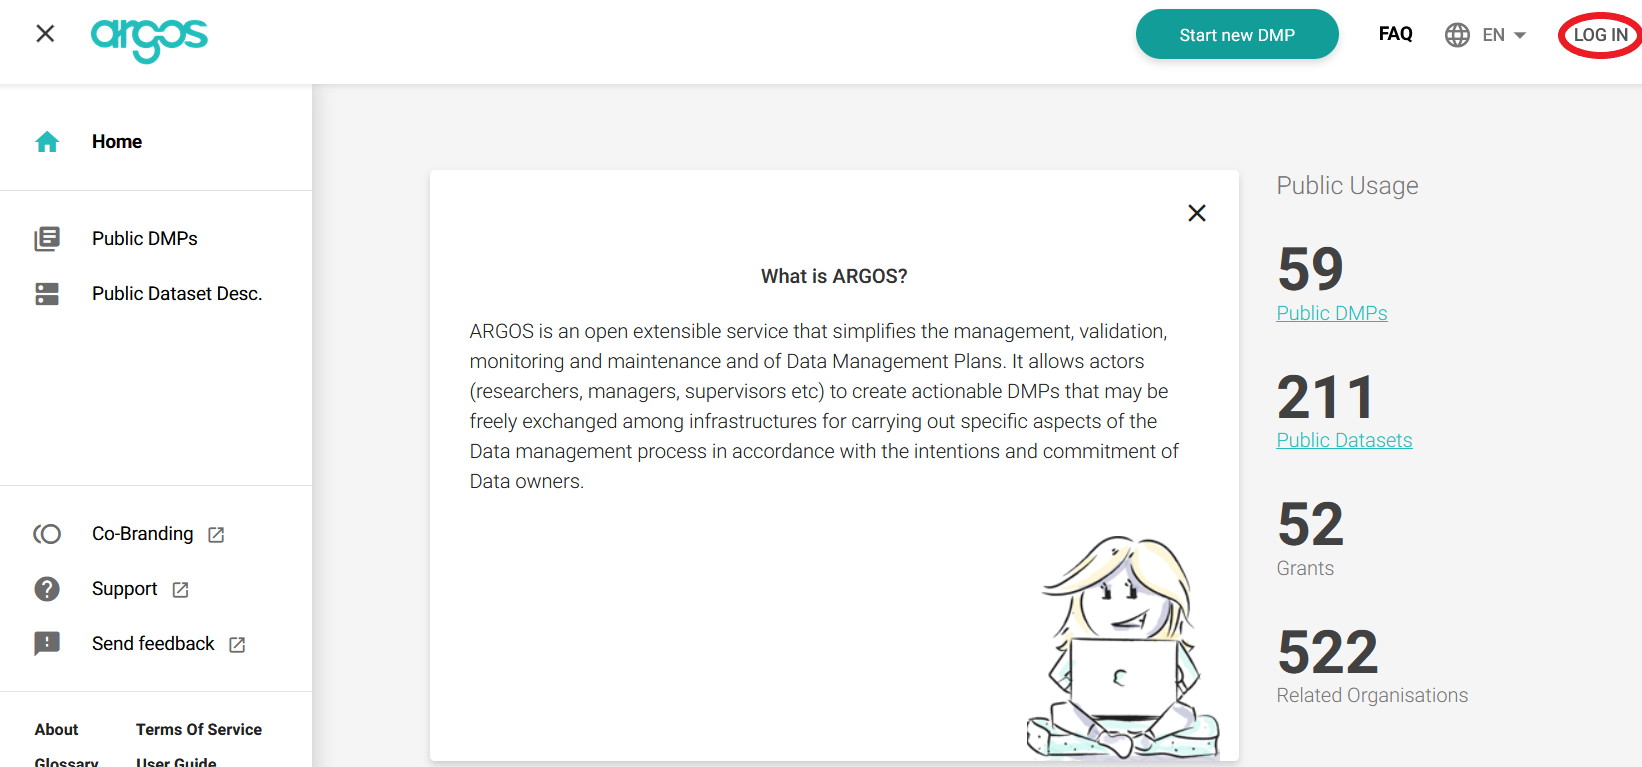 argos
Start new DMP
FAQ
EN
LOG IN
Home
Public DMPs
Public Dataset Desc.
Co-Branding
Support
Send feedback
About
Terms Of Service
Glossary
User Guide
What is ARGOS?
ARGOS is an open extensible service that simplifies the management, validation,
monitoring and maintenance and of Data Management Plans. It allows actors
(researchers, managers, supervisors etc) to create actionable DMPs that may be
freely exchanged among infrastructures for carrying out specific aspects of the
Data management process in accordance with the intentions and commitment of
Data owners.
Public Usage
59
Public DMPs
211
Public Datasets
52
Grants
522
Related Organisations